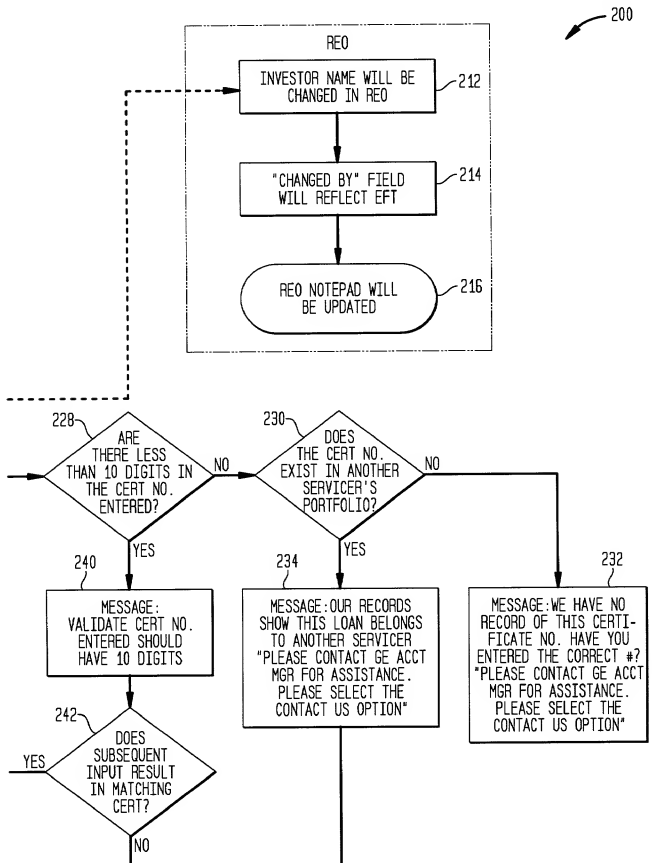 200
REO
INVESTOR NAME WILL BE
CHANGED IN REO
212
"CHANGED BY" FIELD
WILL REFLECT EFT
214
REO NOTEPAD WILL
BE UPDATED
216
228
ARE
THERE LESS
THAN 10 DIGITS IN
THE CERT NO.
ENTERED?
NO
YES
230
DOES
THE CERT NO.
EXIST IN ANOTHER
SERVICER'S
PORTFOLIO?
NO
YES
240
MESSAGE:
VALIDATE CERT NO.
ENTERED SHOULD
HAVE 10 DIGITS
234
MESSAGE:OUR RECORDS
SHOW THIS LOAN BELONGS
TO ANOTHER SERVICER
"PLEASE CONTACT GE ACCT
MGR FOR ASSISTANCE.
PLEASE SELECT THE
CONTACT US OPTION"
232
MESSAGE:WE HAVE NO
RECORD OF THIS CERTI-
FICATE NO. HAVE YOU
ENTERED THE CORRECT #?
"PLEASE CONTACT GE ACCT
MGR FOR ASSISTANCE.
PLEASE SELECT THE
CONTACT US OPTION"
242
DOES
SUBSEQUENT
INPUT RESULT
IN MATCHING
CERT?
YES
NO